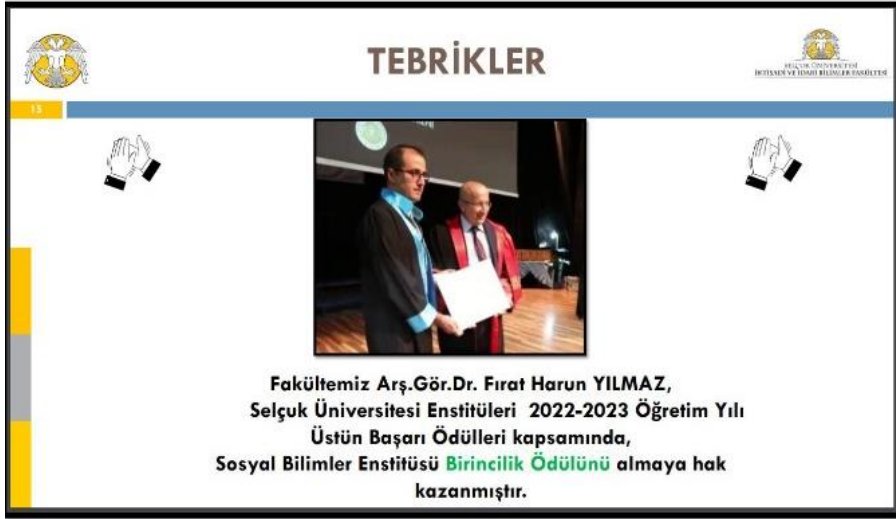 TEBRİKLER
SELÇUK ÜNİVERSİTESİ
İKTİSADİ VE İDARİ BİLİMLER FAKÜLTESİ
13
Fakültemiz Arş.Gör.Dr. Fırat Harun YILMAZ,
Selçuk Üniversitesi Enstitüleri 2022-2023 Öğretim Yılı
Üstün Başarı Ödülleri kapsamında,
Sosyal Bilimler Enstitüsü Birincilik Ödülünü almaya hak
kazanmıştır.